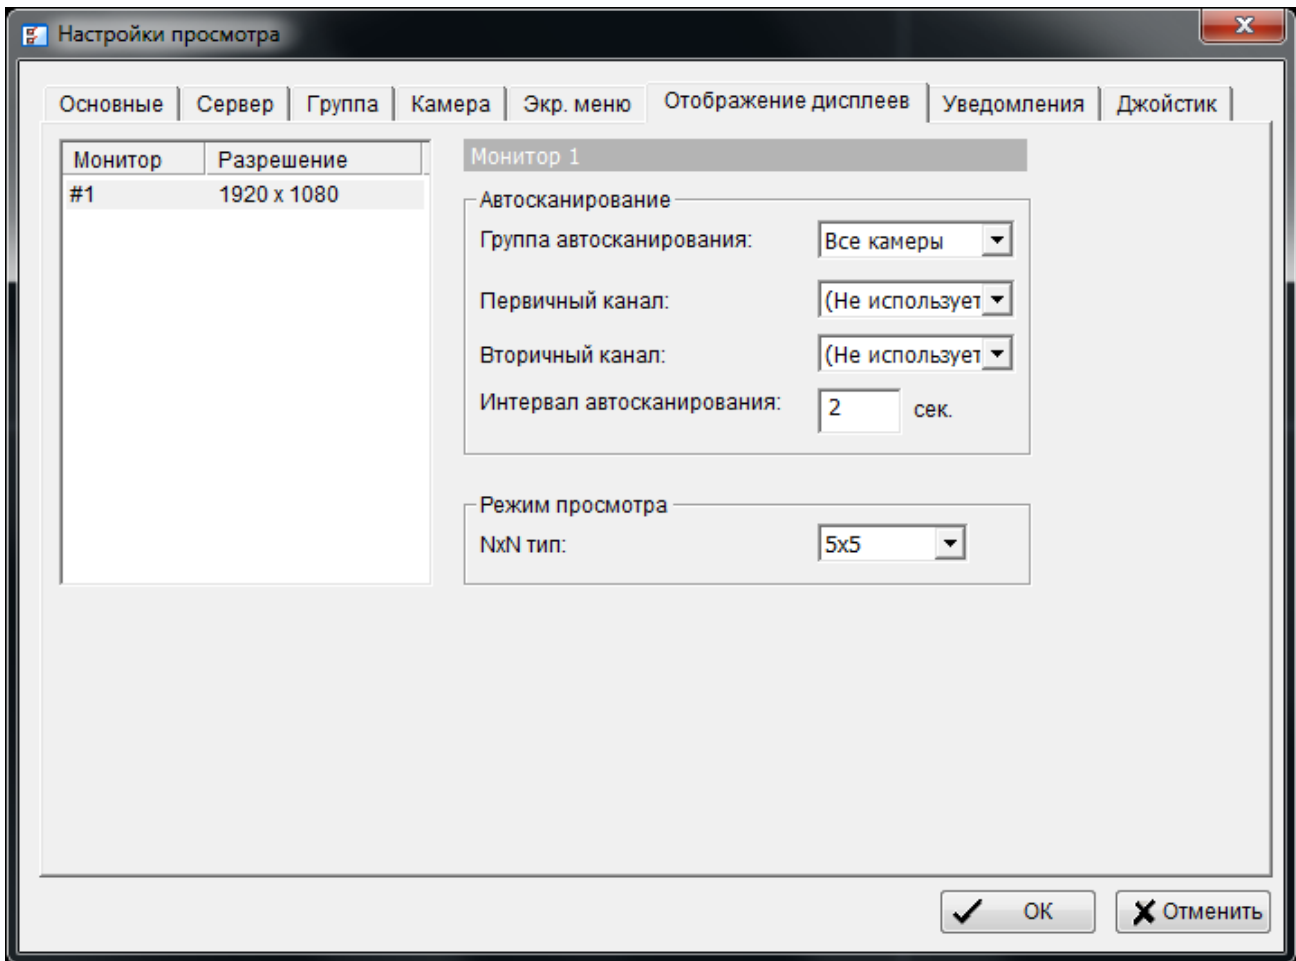 Настройки просмотра
Основные Сервер Группа Камера Экр. меню Отображение дисплеев Уведомления Джойстик
Монитор Разрешение
#1 1920 x 1080
Монитор 1
Автосканирование
Группа автосканирования: Все камеры
Первичный канал: (Не использует
Вторичный канал: (Не использует
Интервал автосканирования: 2 сек.
Режим просмотра
NxN тип: 5x5
ОК Отменить